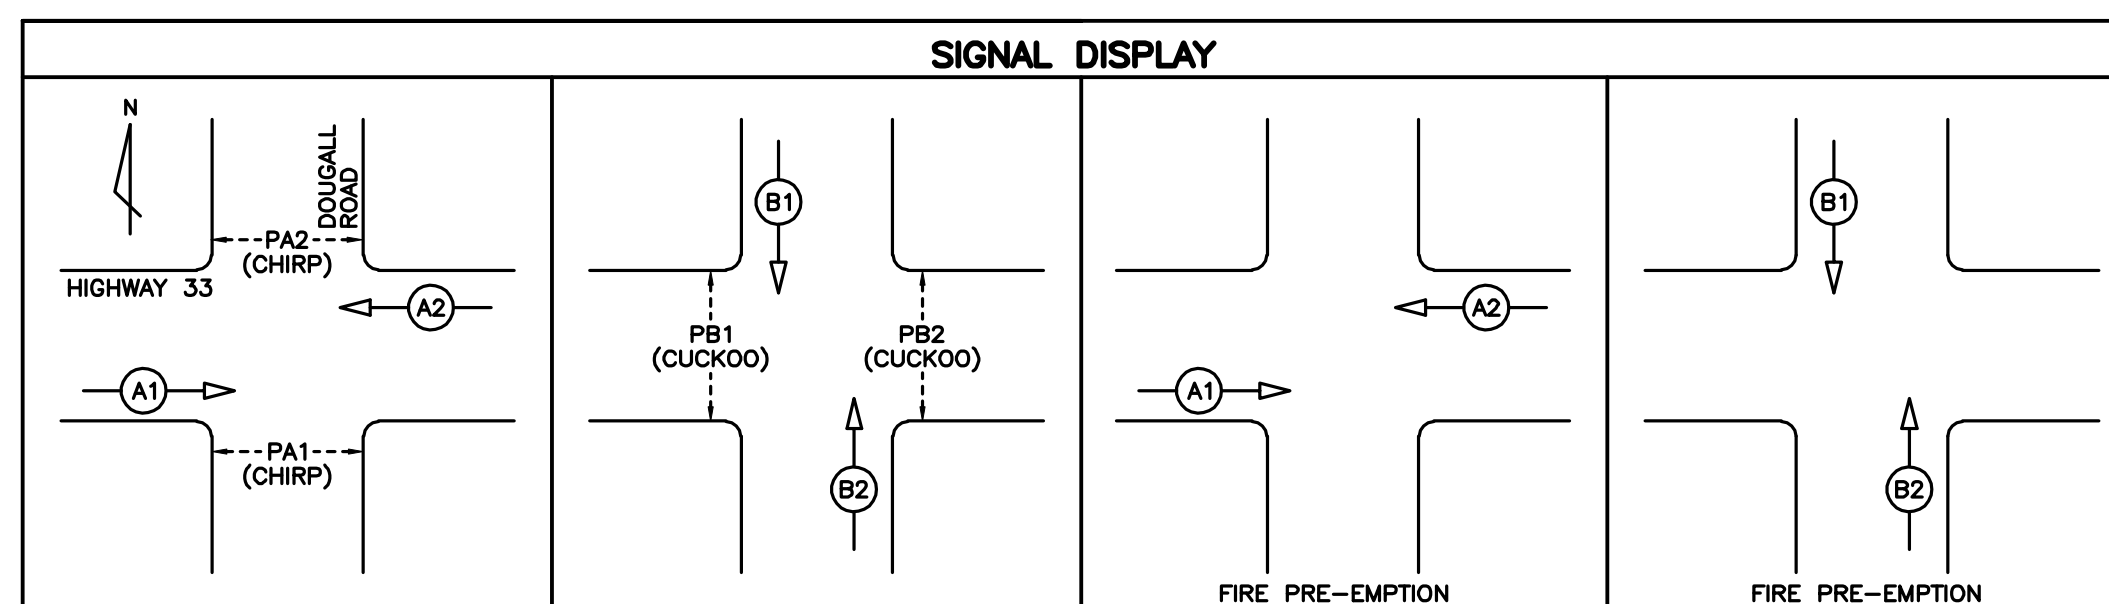 SIGNAL DISPLAY
N
DOUGALL
ROAD
PA2
(CHIRP)
HIGHWAY 33
A2
A1
PA1
(CHIRP)
B1
PB1
(CUCKOO)
PB2
(CUCKOO)
B2
A2
A1
FIRE PRE-EMPTION
B1
B2
FIRE PRE-EMPTION